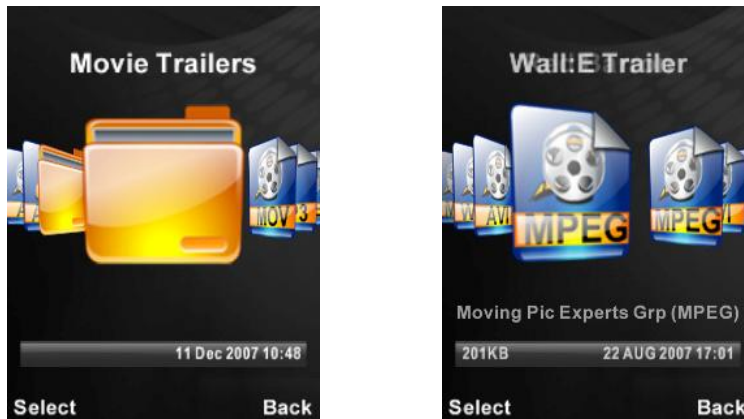 Movie Trailers
MOV
3
11 Dec 2007 10:48
Select Back
Wall:E Trailer
AVI
MPEG
MPEG
Moving Pic Experts Grp (MPEG)
201KB 22 AUG 2007 17:01
Select Back